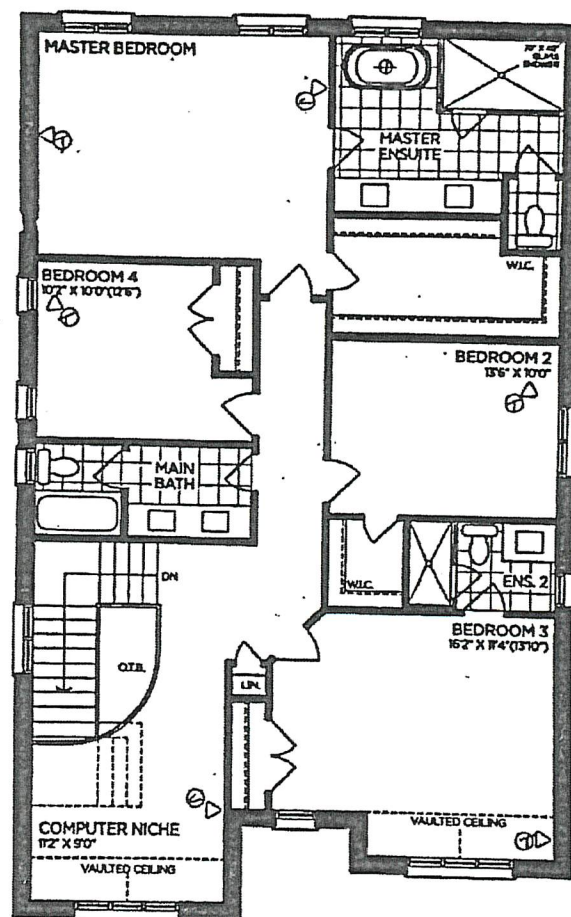 MASTER BEDROOM
GLASS
SHOWER
MASTER
ENSUITE
W.I.C.
BEDROOM 4
10'2" X 10'0"(12'6")
BEDROOM 2
13'6" X 10'0"
MAIN
BATH
DN
W.I.C.
ENS. 2
O.T.B.
BEDROOM 3
16'2" X 11'4"(13'10")
LIN.
COMPUTER NICHE
11'2" X 9'0"
VAULTED CEILING
VAULTED CEILING